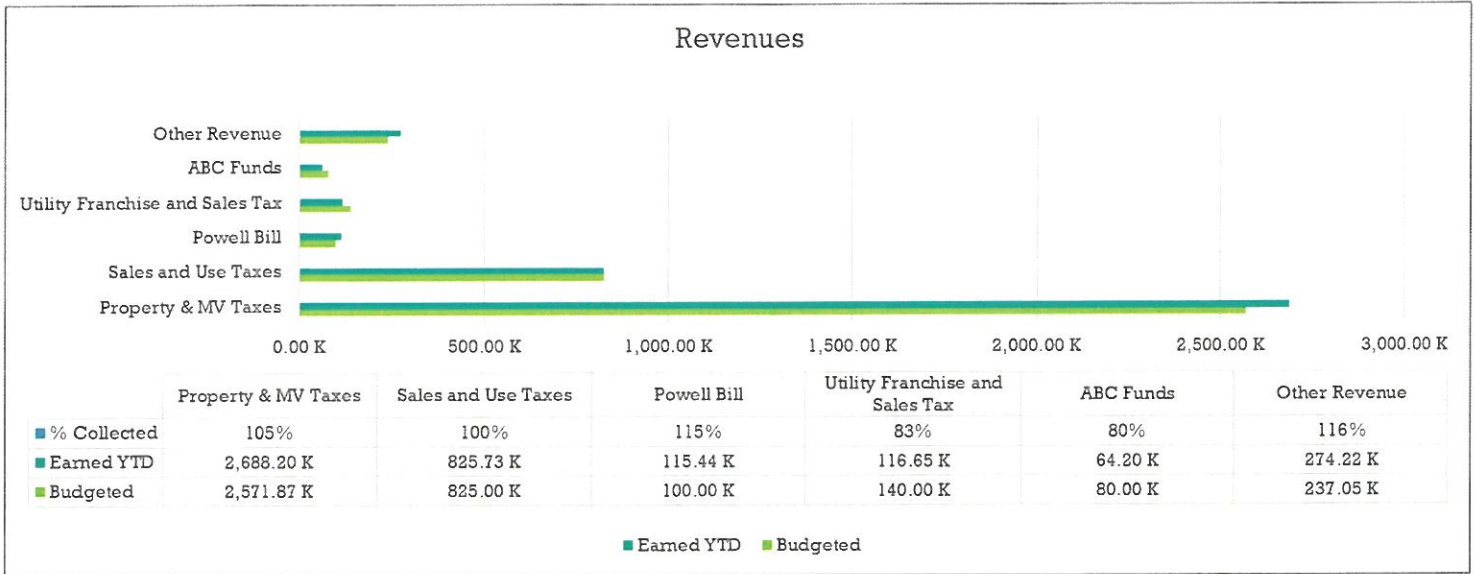 Revenues
Other Revenue
ABC Funds
Utility Franchise and Sales Tax
Powell Bill
Sales and Use Taxes
Property & MV Taxes
0.00 K 500.00 K 1,000.00 K 1,500.00 K 2,000.00 K 2,500.00 K 3,000.00 K
Property & MV Taxes Sales and Use Taxes Powell Bill Utility Franchise and Sales Tax ABC Funds Other Revenue
% Collected 105% 100% 115% 83% 80% 116%
Earned YTD 2,688.20 K 825.73 K 115.44 K 116.65 K 64.20 K 274.22 K
Budgeted 2,571.87 K 825.00 K 100.00 K 140.00 K 80.00 K 237.05 K
Earned YTD Budgeted